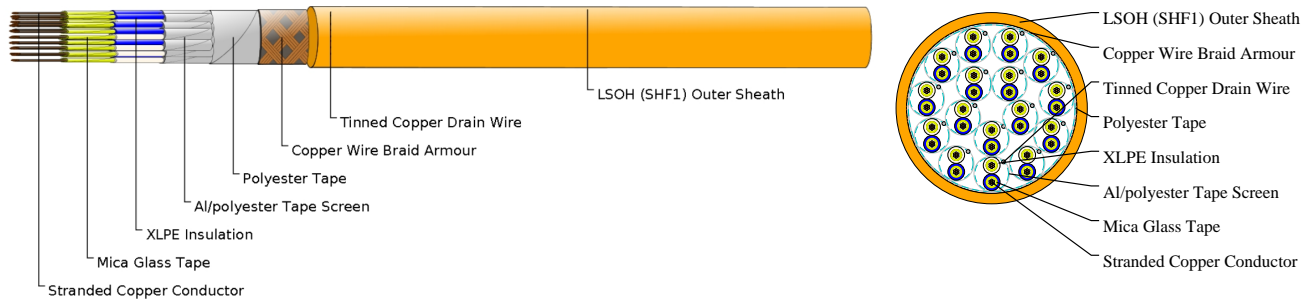 LSOH (SHF1) Outer Sheath
Tinned Copper Drain Wire
Copper Wire Braid Armour
Polyester Tape
Al/polyester Tape Screen
XLPE Insulation
Mica Glass Tape
Stranded Copper Conductor
LSOH (SHF1) Outer Sheath
Copper Wire Braid Armour
Tinned Copper Drain Wire
Polyester Tape
XLPE Insulation
Al/polyester Tape Screen
Mica Glass Tape
Stranded Copper Conductor